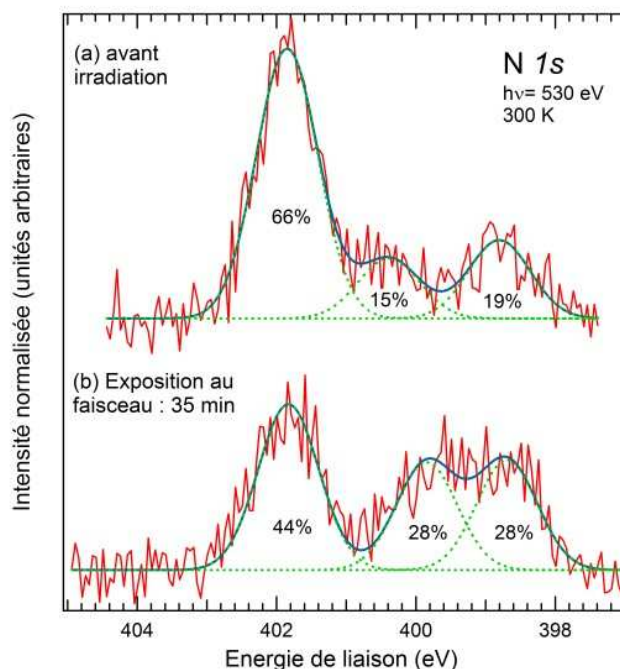 (a) avant
irradiation
N 1s
hν= 530 eV
300 K
66%
15%
19%
(b) Exposition au
faisceau : 35 min
44%
28%
28%
404
402
400
398
Energie de liaison (eV)
Intensité normalisée (unités arbitraires)